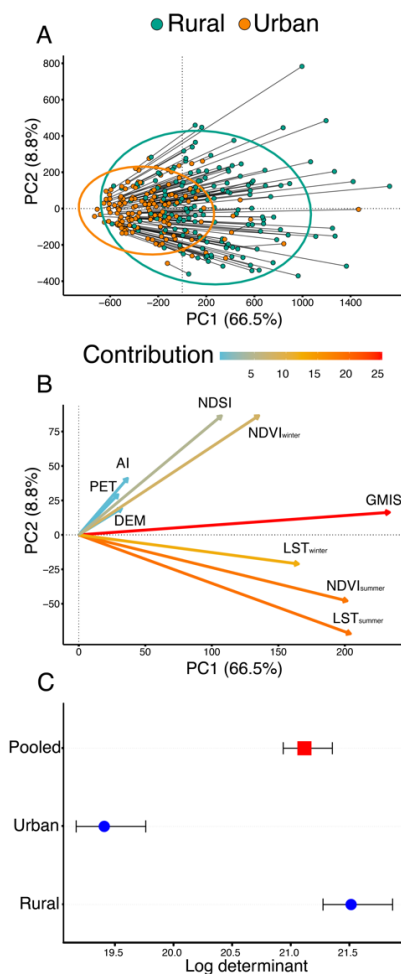 Rural Urban
A
800
600
400
200
0
−200
−400
PC2 (8.8%)
−600 −200 200 600 1000 1400
PC1 (66.5%)
Contribution
5 10 15 20 25
B
NDSI
NDVIwinter
AI
PET
DEM
GMIS
LSTwinter
NDVIsummer
LSTsummer
75
50
25
0
−25
−50
PC2 (8.8%)
0 50 100 150 200
PC1 (66.5%)
C
Pooled
Urban
Rural
19.5 20.0 20.5 21.0 21.5
Log determinant